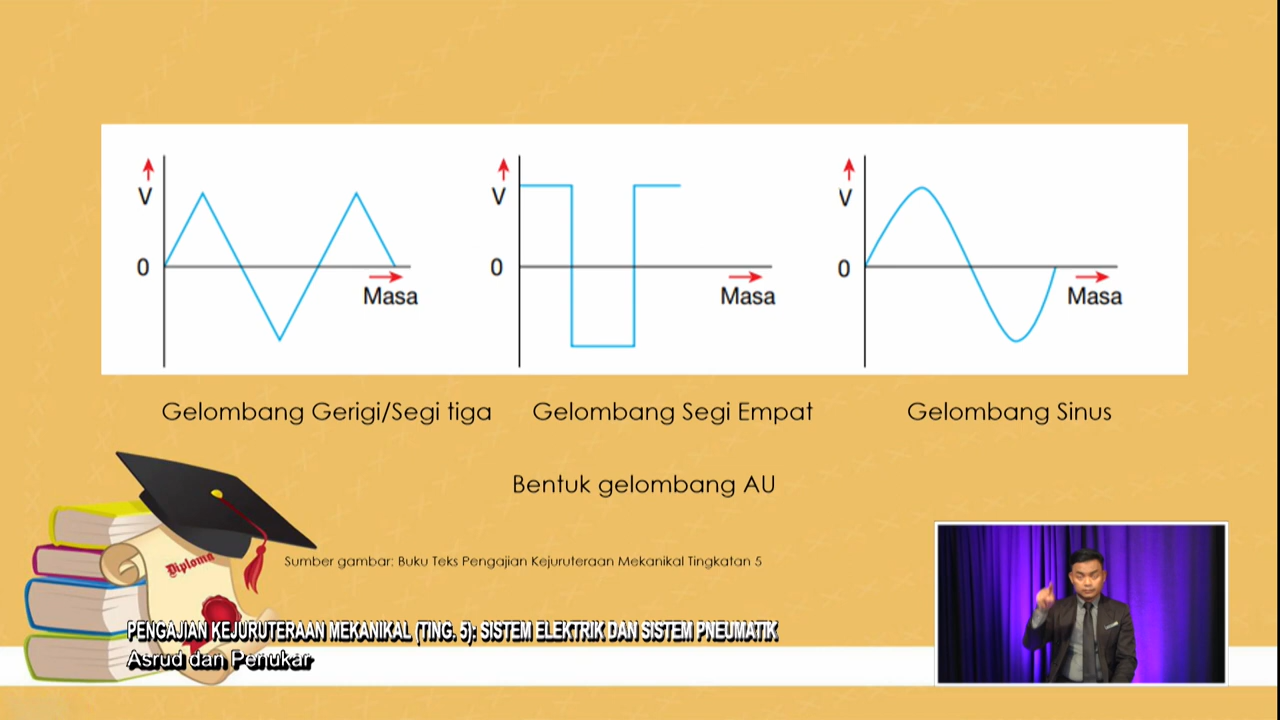 V
0
Masa
V
0
Masa
V
0
Masa
Gelombang Gerigi/Segi tiga
Gelombang Segi Empat
Gelombang Sinus
Bentuk gelombang AU
Diploma
Sumber gambar: Buku Teks Pengajian Kejuruteraan Mekanikal Tingkatan 5
PENGAJIAN KEJURUTERAAN MEKANIKAL (TING. 5): SISTEM ELEKTRIK DAN SISTEM PNEUMATIK
Asrud dan Penukar